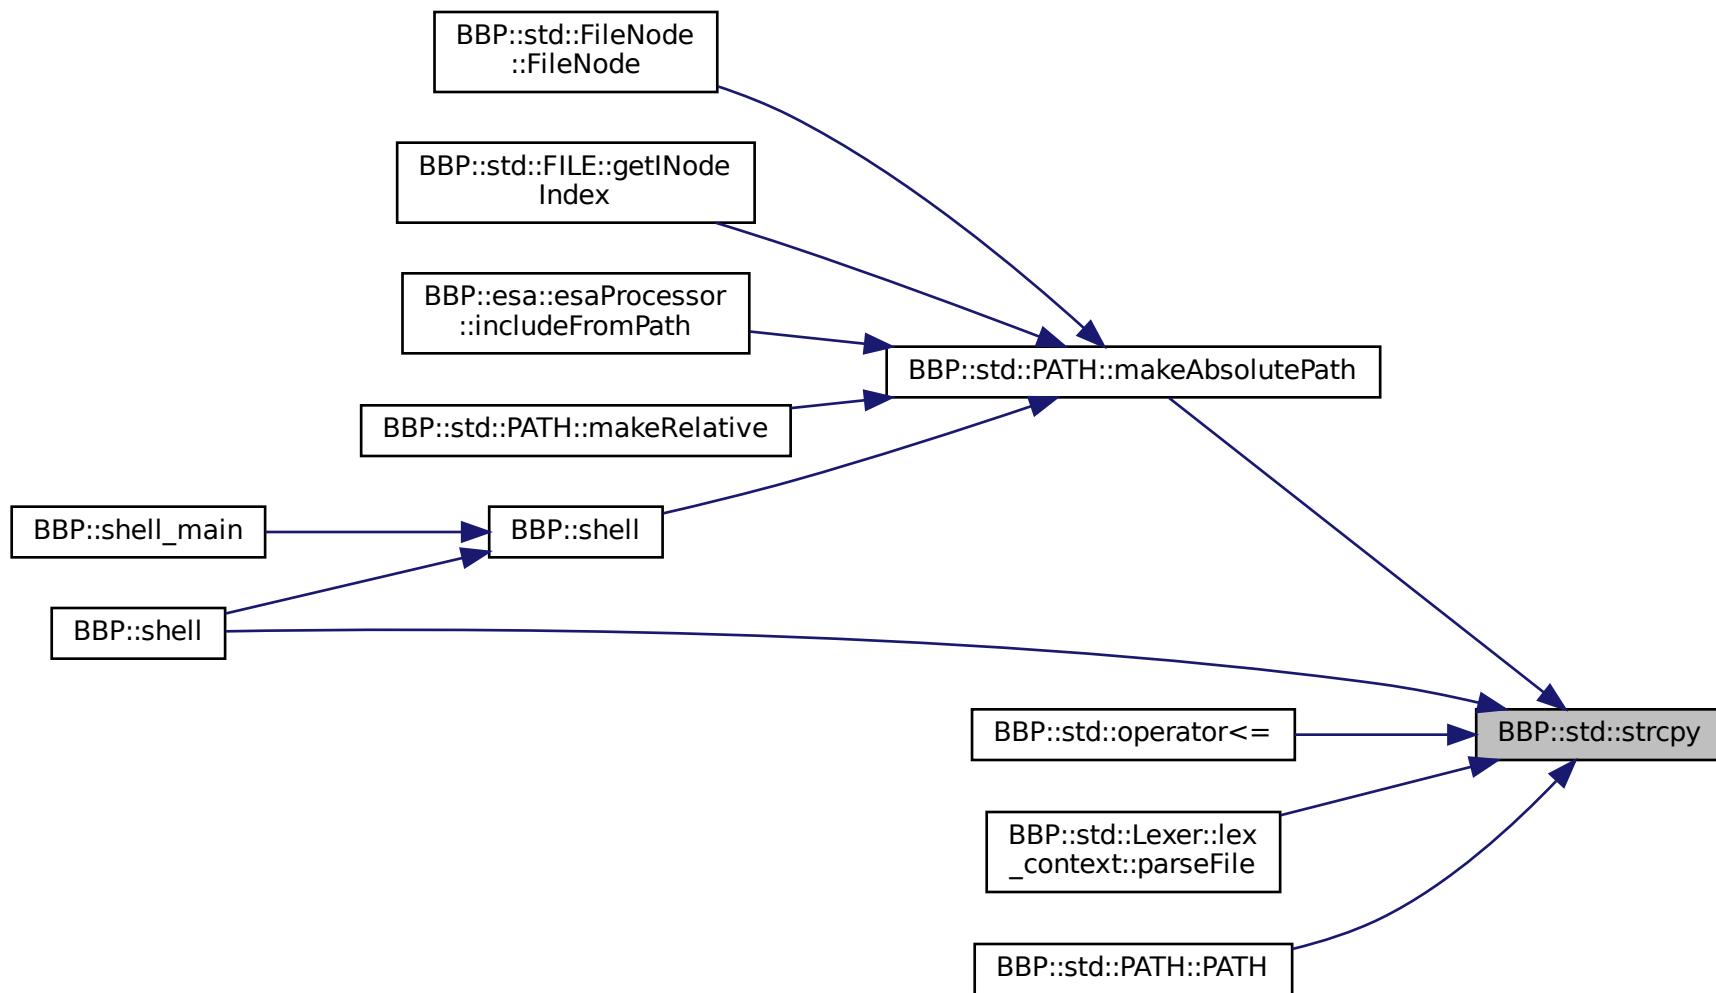 BBP::std::FileNode
::FileNode
BBP::std::FILE::getINode
Index
BBP::esa::esaProcessor
::includeFromPath
BBP::std::PATH::makeAbsolutePath
BBP::std::PATH::makeRelative
BBP::shell_main
BBP::shell
BBP::shell
BBP::std::operator<=
BBP::std::strcpy
BBP::std::Lexer::lex
_context::parseFile
BBP::std::PATH::PATH